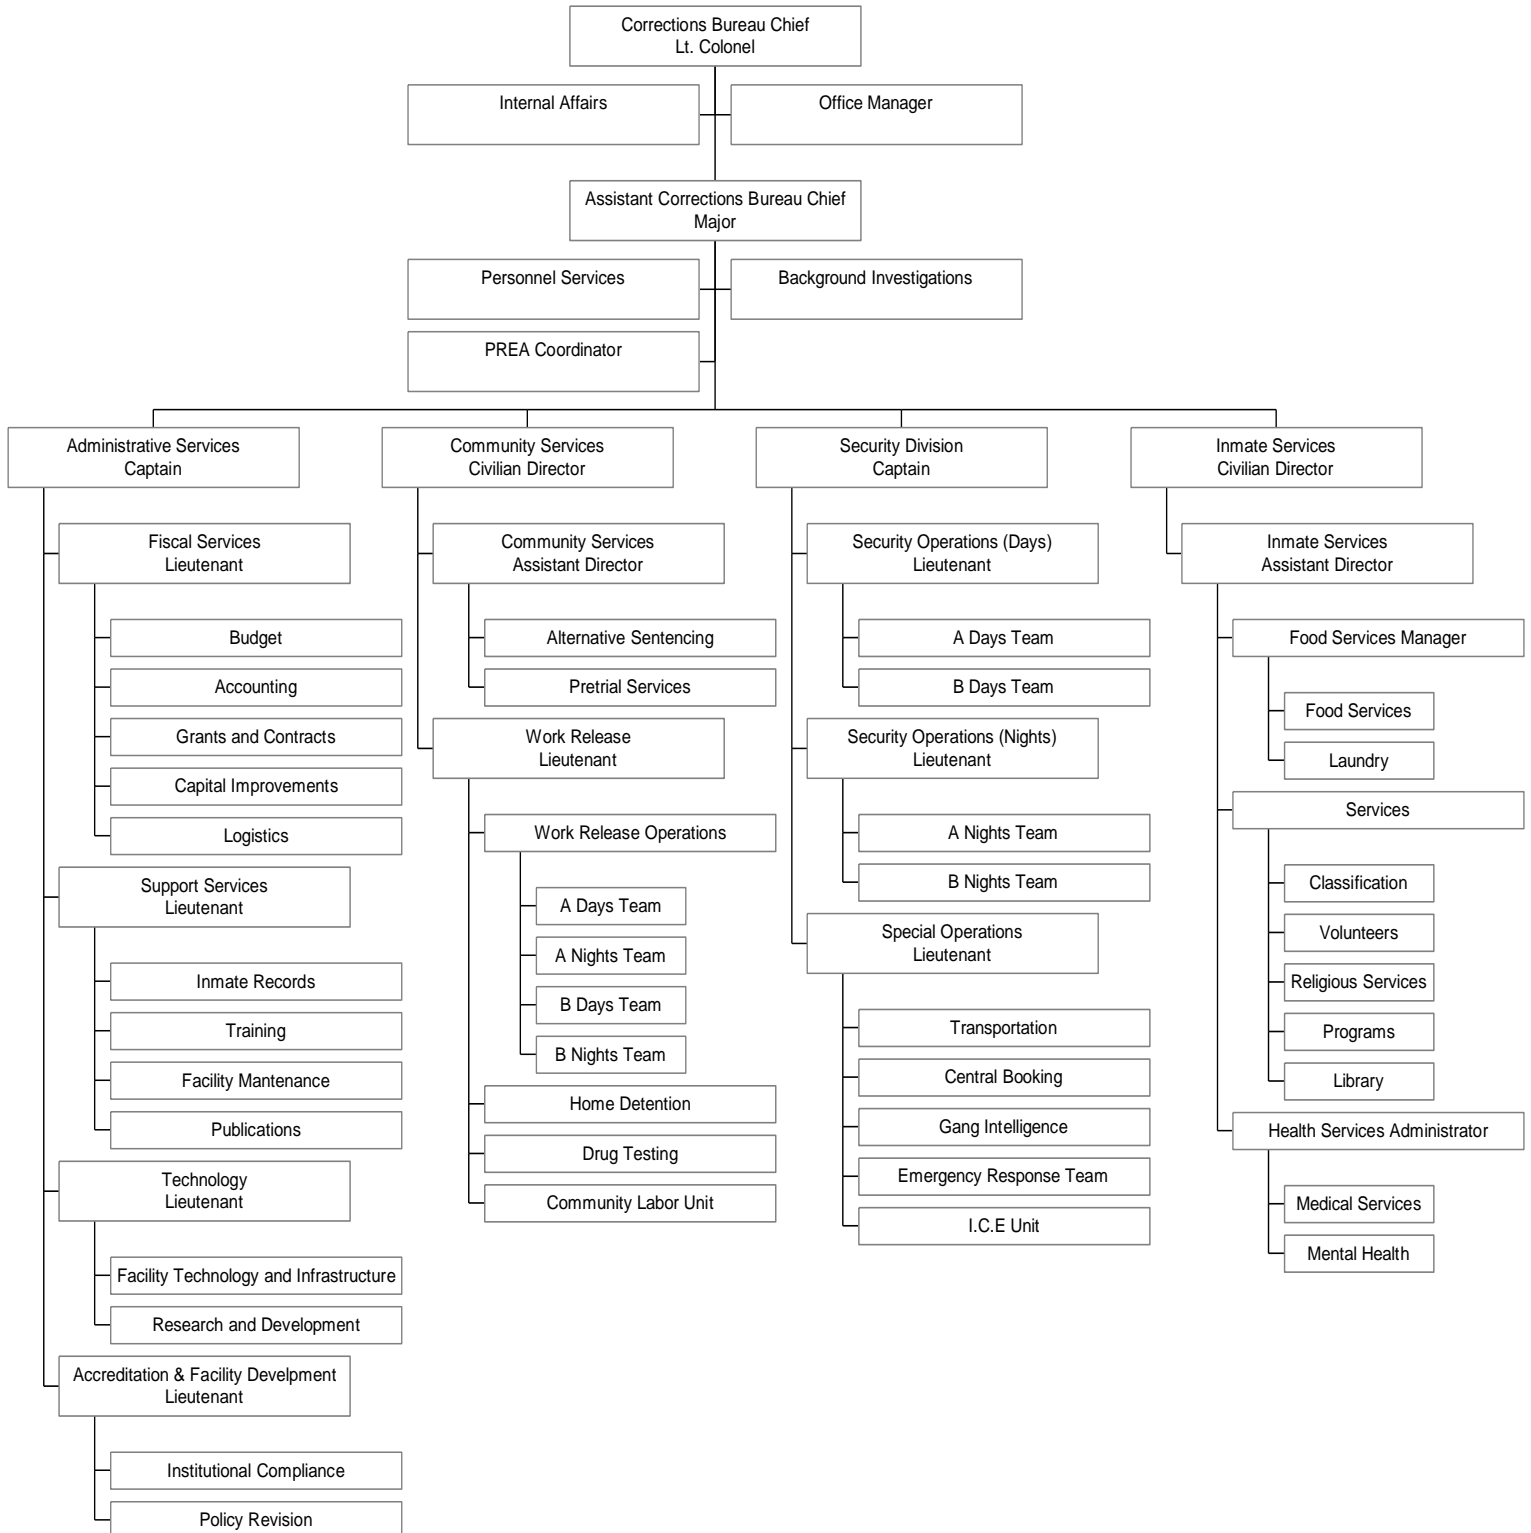 Corrections Bureau Chief
Lt. Colonel
Internal Affairs
Office Manager
Assistant Corrections Bureau Chief
Major
Personnel Services
Background Investigations
PREA Coordinator
Administrative Services
Captain
Fiscal Services
Lieutenant
Budget
Accounting
Grants and Contracts
Capital Improvements
Logistics
Support Services
Lieutenant
Inmate Records
Training
Facility Mantenance
Publications
Technology
Lieutenant
Facility Technology and Infrastructure
Research and Development
Accreditation & Facility Develpment
Lieutenant
Institutional Compliance
Policy Revision
Community Services
Civilian Director
Community Services
Assistant Director
Alternative Sentencing
Pretrial Services
Work Release
Lieutenant
Work Release Operations
A Days Team
A Nights Team
B Days Team
B Nights Team
Home Detention
Drug Testing
Community Labor Unit
Security Division
Captain
Security Operations (Days)
Lieutenant
A Days Team
B Days Team
Security Operations (Nights)
Lieutenant
A Nights Team
B Nights Team
Special Operations
Lieutenant
Transportation
Central Booking
Gang Intelligence
Emergency Response Team
I.C.E Unit
Inmate Services
Civilian Director
Inmate Services
Assistant Director
Food Services Manager
Food Services
Laundry
Services
Classification
Volunteers
Religious Services
Programs
Library
Health Services Administrator
Medical Services
Mental Health